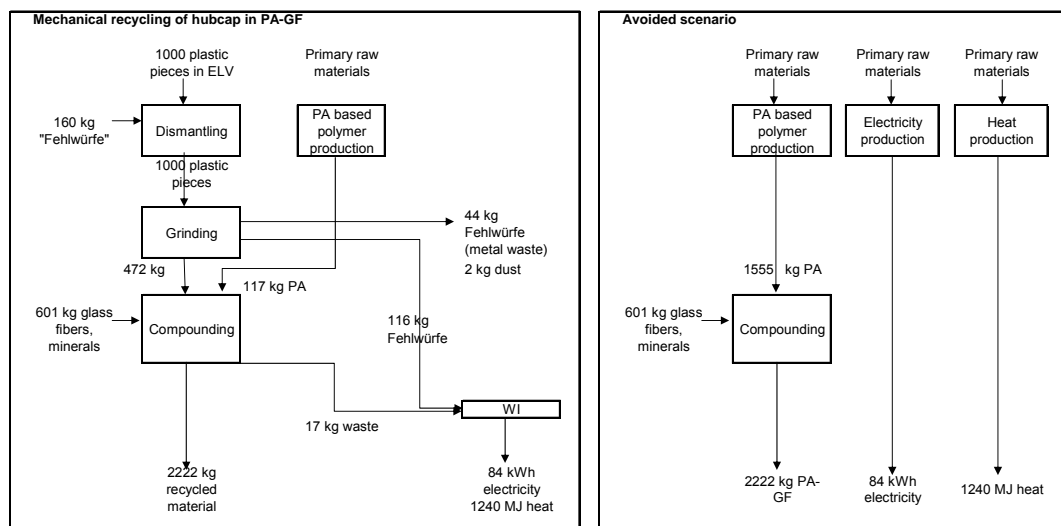 Mechanical recycling of hubcap in PA-GF
1000 plastic
pieces in ELV
Primary raw
materials
160 kg
"Fehlwürfe"
Dismantling
PA based
polymer
production
1000 plastic
pieces
Grinding
44 kg
Fehlwürfe
(metal waste)
2 kg dust
472 kg
117 kg PA
601 kg glass
fibers,
minerals
Compounding
116 kg
Fehlwürfe
WI
17 kg waste
2222 kg
recycled
material
84 kWh
electricity
1240 MJ heat
Avoided scenario
Primary raw
materials
Primary raw
materials
Primary raw
materials
PA based
polymer
production
Electricity
production
Heat
production
1555 kg PA
601 kg glass
fibers,
minerals
Compounding
2222 kg PA-
GF
84 kWh
electricity
1240 MJ heat